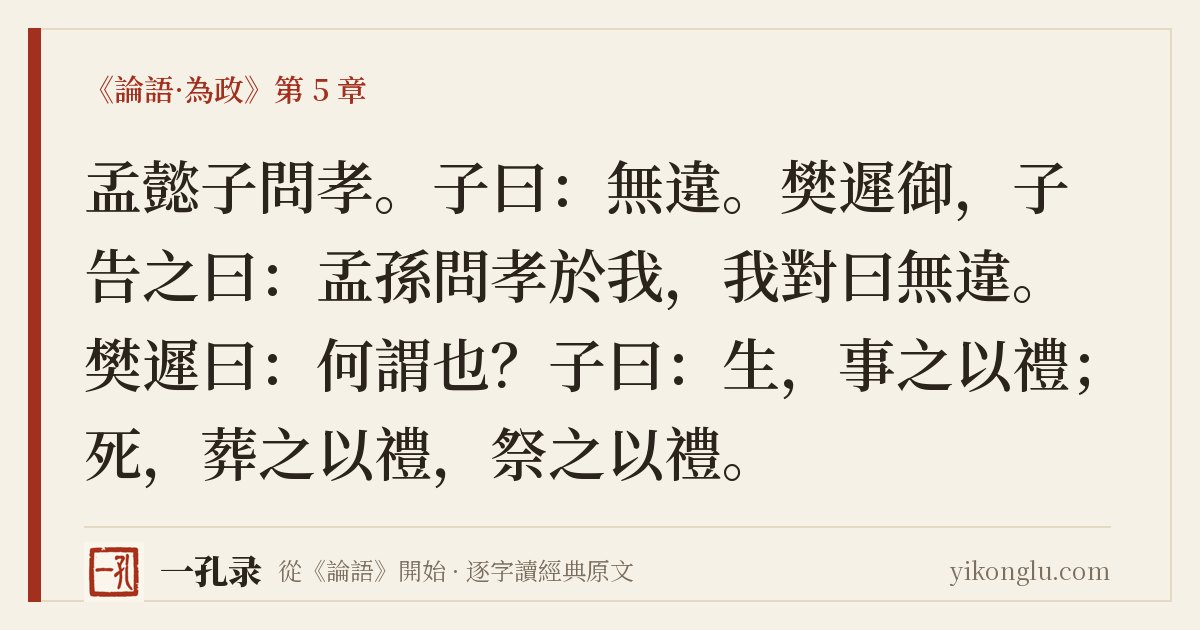 《論語·為政》第 5 章
孟懿子問孝。子曰：無違。樊遲御，子
告之曰：孟孫問孝於我，我對曰無違。
樊遲曰：何謂也？子曰：生，事之以禮；
死，葬之以禮，祭之以禮。
一孔
一孔录 從《論語》開始 · 逐字讀經典原文 yikonglu.com